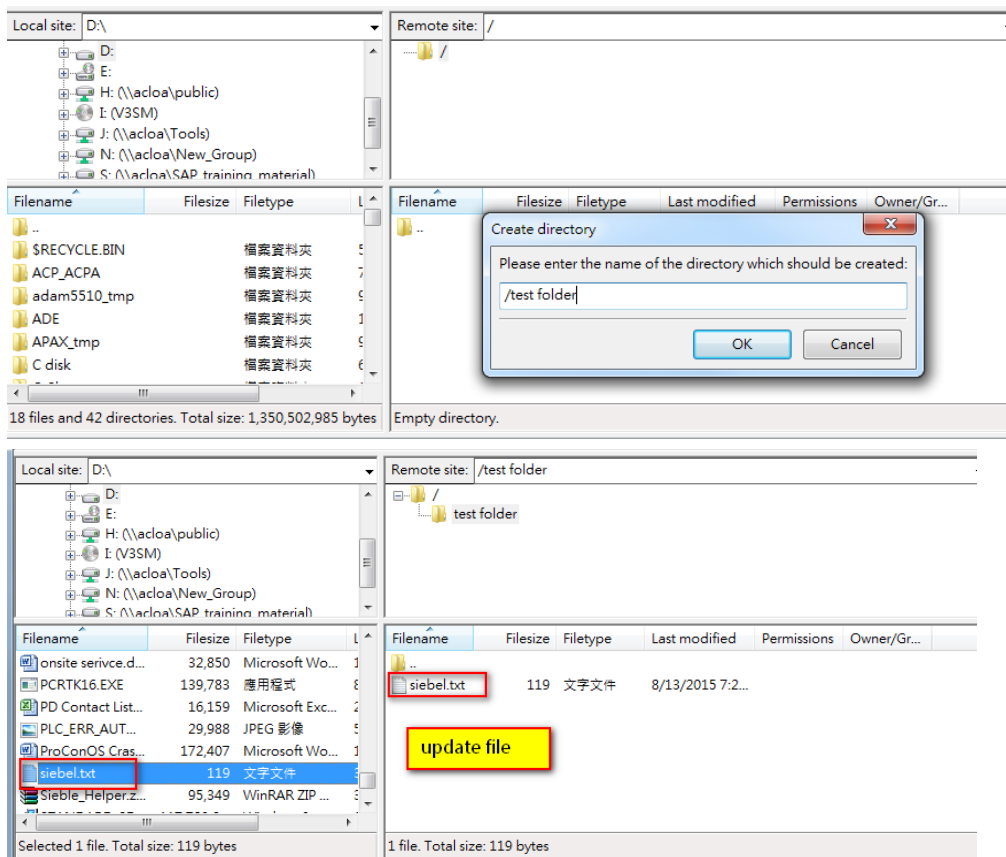 Local site: D:\
D:
E:
H: (\\acloa\public)
I: (V3SM)
J: (\\acloa\Tools)
N: (\\acloa\New_Group)
S: (\\acloa\SAP_training_material)
Filename Filesize Filetype L
..
$RECYCLE.BIN 檔案資料夾
ACP_ACPA 檔案資料夾
adam5510_tmp 檔案資料夾
ADE 檔案資料夾
APAX_tmp 檔案資料夾
C disk 檔案資料夾
18 files and 42 directories. Total size: 1,350,502,985 bytes
Remote site: /
/
Filename Filesize Filetype Last modified Permissions Owner/Gr...
..
Create directory
Please enter the name of the directory which should be created:
/test folder
OK Cancel
Empty directory.
Local site: D:\
D:
E:
H: (\\acloa\public)
I: (V3SM)
J: (\\acloa\Tools)
N: (\\acloa\New_Group)
S: (\\acloa\SAP_training_material)
Filename Filesize Filetype L
onsite serivce.d... 32,850 Microsoft Wo...
PCRTK16.EXE 139,783 應用程式
PD Contact List... 16,159 Microsoft Exc...
PLC_ERR_AUT... 29,988 JPEG 影像
ProConOS Cras... 172,407 Microsoft Wo...
siebel.txt 119 文字文件
Sieble_Helper.z... 95,349 WinRAR ZIP ...
Selected 1 file. Total size: 119 bytes
Remote site: /test folder
/
test folder
Filename Filesize Filetype Last modified Permissions Owner/Gr...
..
siebel.txt 119 文字文件 8/13/2015 7:2...
update file
1 file. Total size: 119 bytes